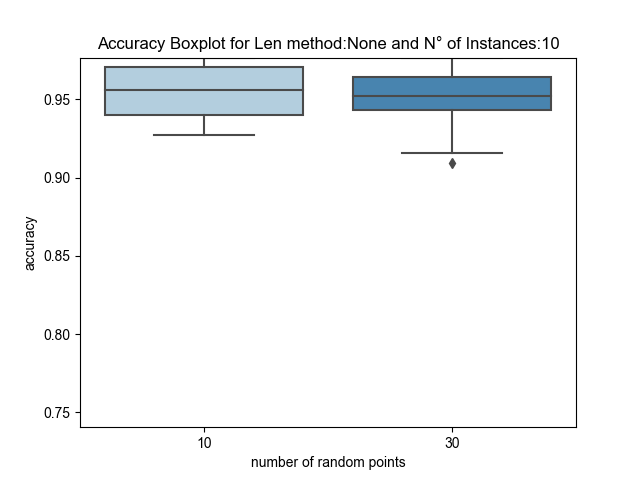 Accuracy Boxplot for Len method:None and N° of Instances:10
accuracy
0.95
0.90
0.85
0.80
0.75
10 30
number of random points